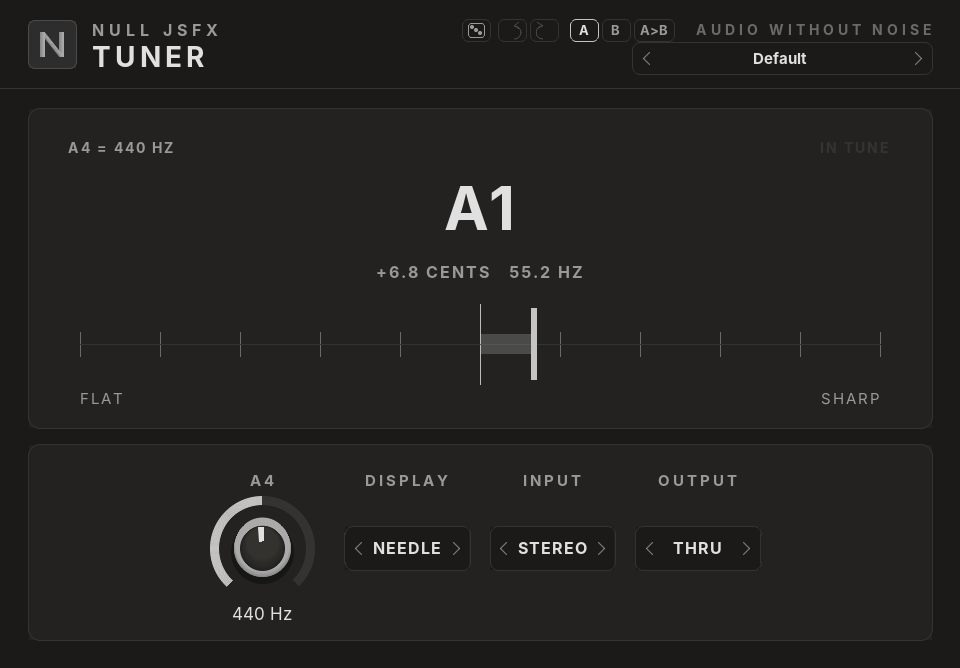 NULL JSFX
TUNER
A B A>B AUDIO WITHOUT NOISE
Default
A4 = 440 HZ IN TUNE
A1
+6.8 CENTS 55.2 HZ
FLAT SHARP
A4 DISPLAY INPUT OUTPUT
NEEDLE STEREO THRU
440 Hz